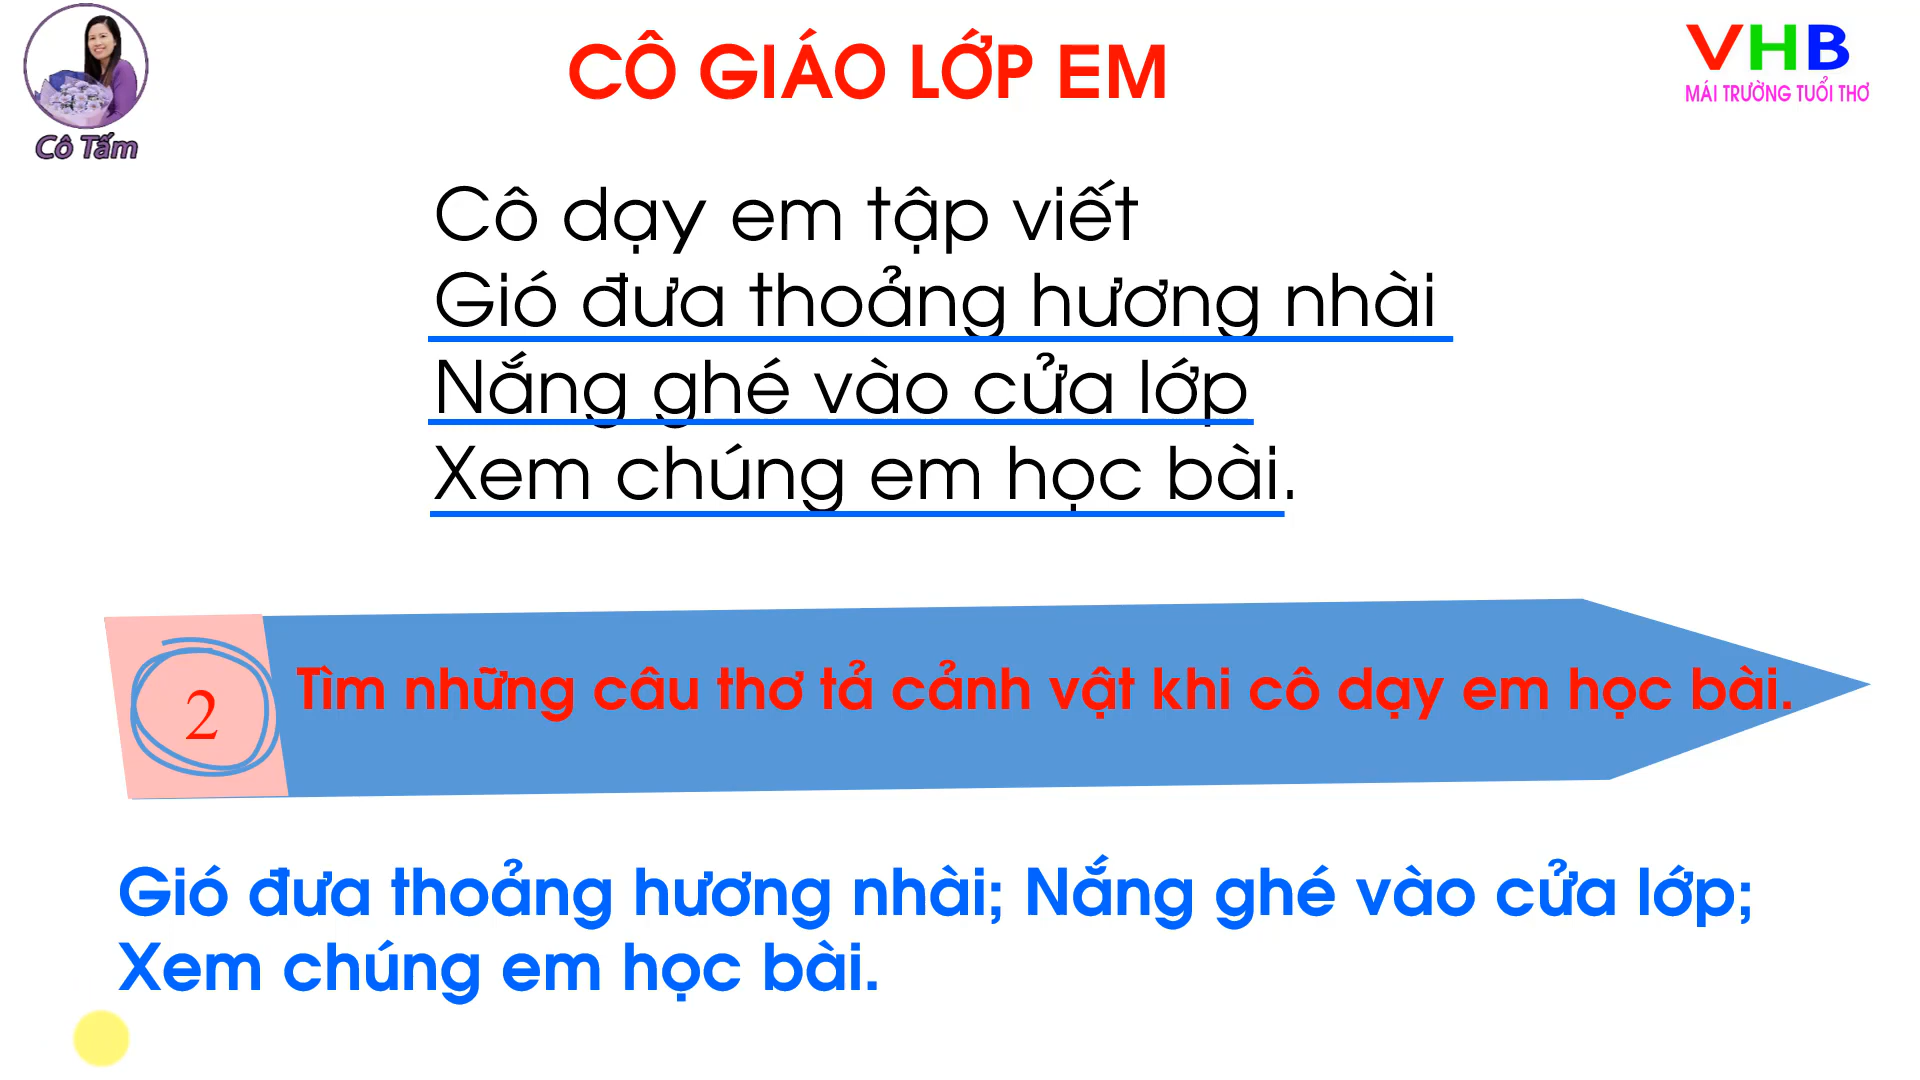 Cô Tấm
CÔ GIÁO LỚP EM
VHB
MÁI TRƯỜNG TUỔI THƠ
Cô dạy em tập viết
Gió đưa thoảng hương nhài
Nắng ghé vào cửa lớp
Xem chúng em học bài.
2
Tìm những câu thơ tả cảnh vật khi cô dạy em học bài.
Gió đưa thoảng hương nhài; Nắng ghé vào cửa lớp;
Xem chúng em học bài.